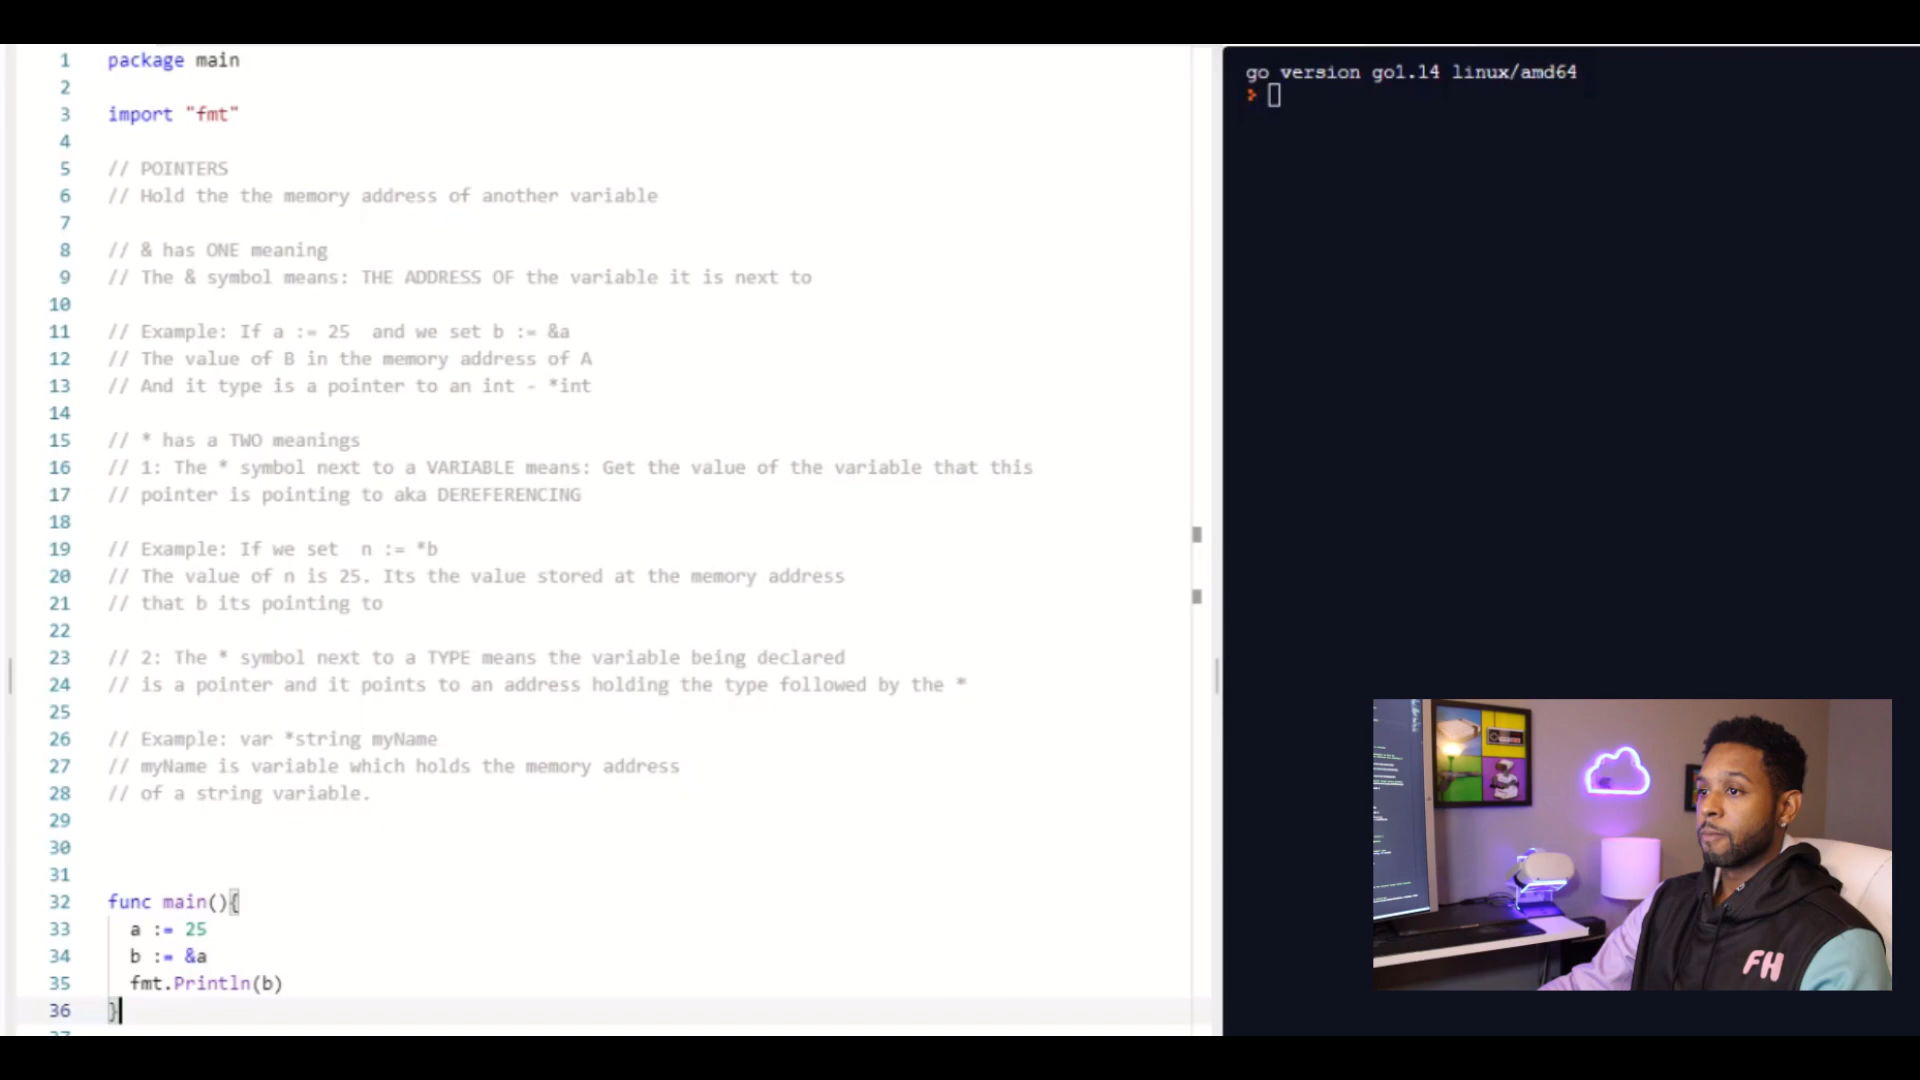 1 package main
2
3 import "fmt"
4
5 // POINTERS
6 // Hold the the memory address of another variable
7
8 // & has ONE meaning
9 // The & symbol means: THE ADDRESS OF the variable it is next to
10
11 // Example: If a := 25  and we set b := &a
12 // The value of B in the memory address of A
13 // And it type is a pointer to an int - *int
14
15 // * has a TWO meanings
16 // 1: The * symbol next to a VARIABLE means: Get the value of the variable that this
17 // pointer is pointing to aka DEREFERENCING
18
19 // Example: If we set  n := *b
20 // The value of n is 25. Its the value stored at the memory address
21 // that b its pointing to
22
23 // 2: The * symbol next to a TYPE means the variable being declared
24 // is a pointer and it points to an address holding the type followed by the *
25
26 // Example: var *string myName
27 // myName is variable which holds the memory address
28 // of a string variable.
29
30
31
32 func main(){
33   a := 25
34   b := &a
35   fmt.Println(b)
36 }
go version go1.14 linux/amd64
>
FH